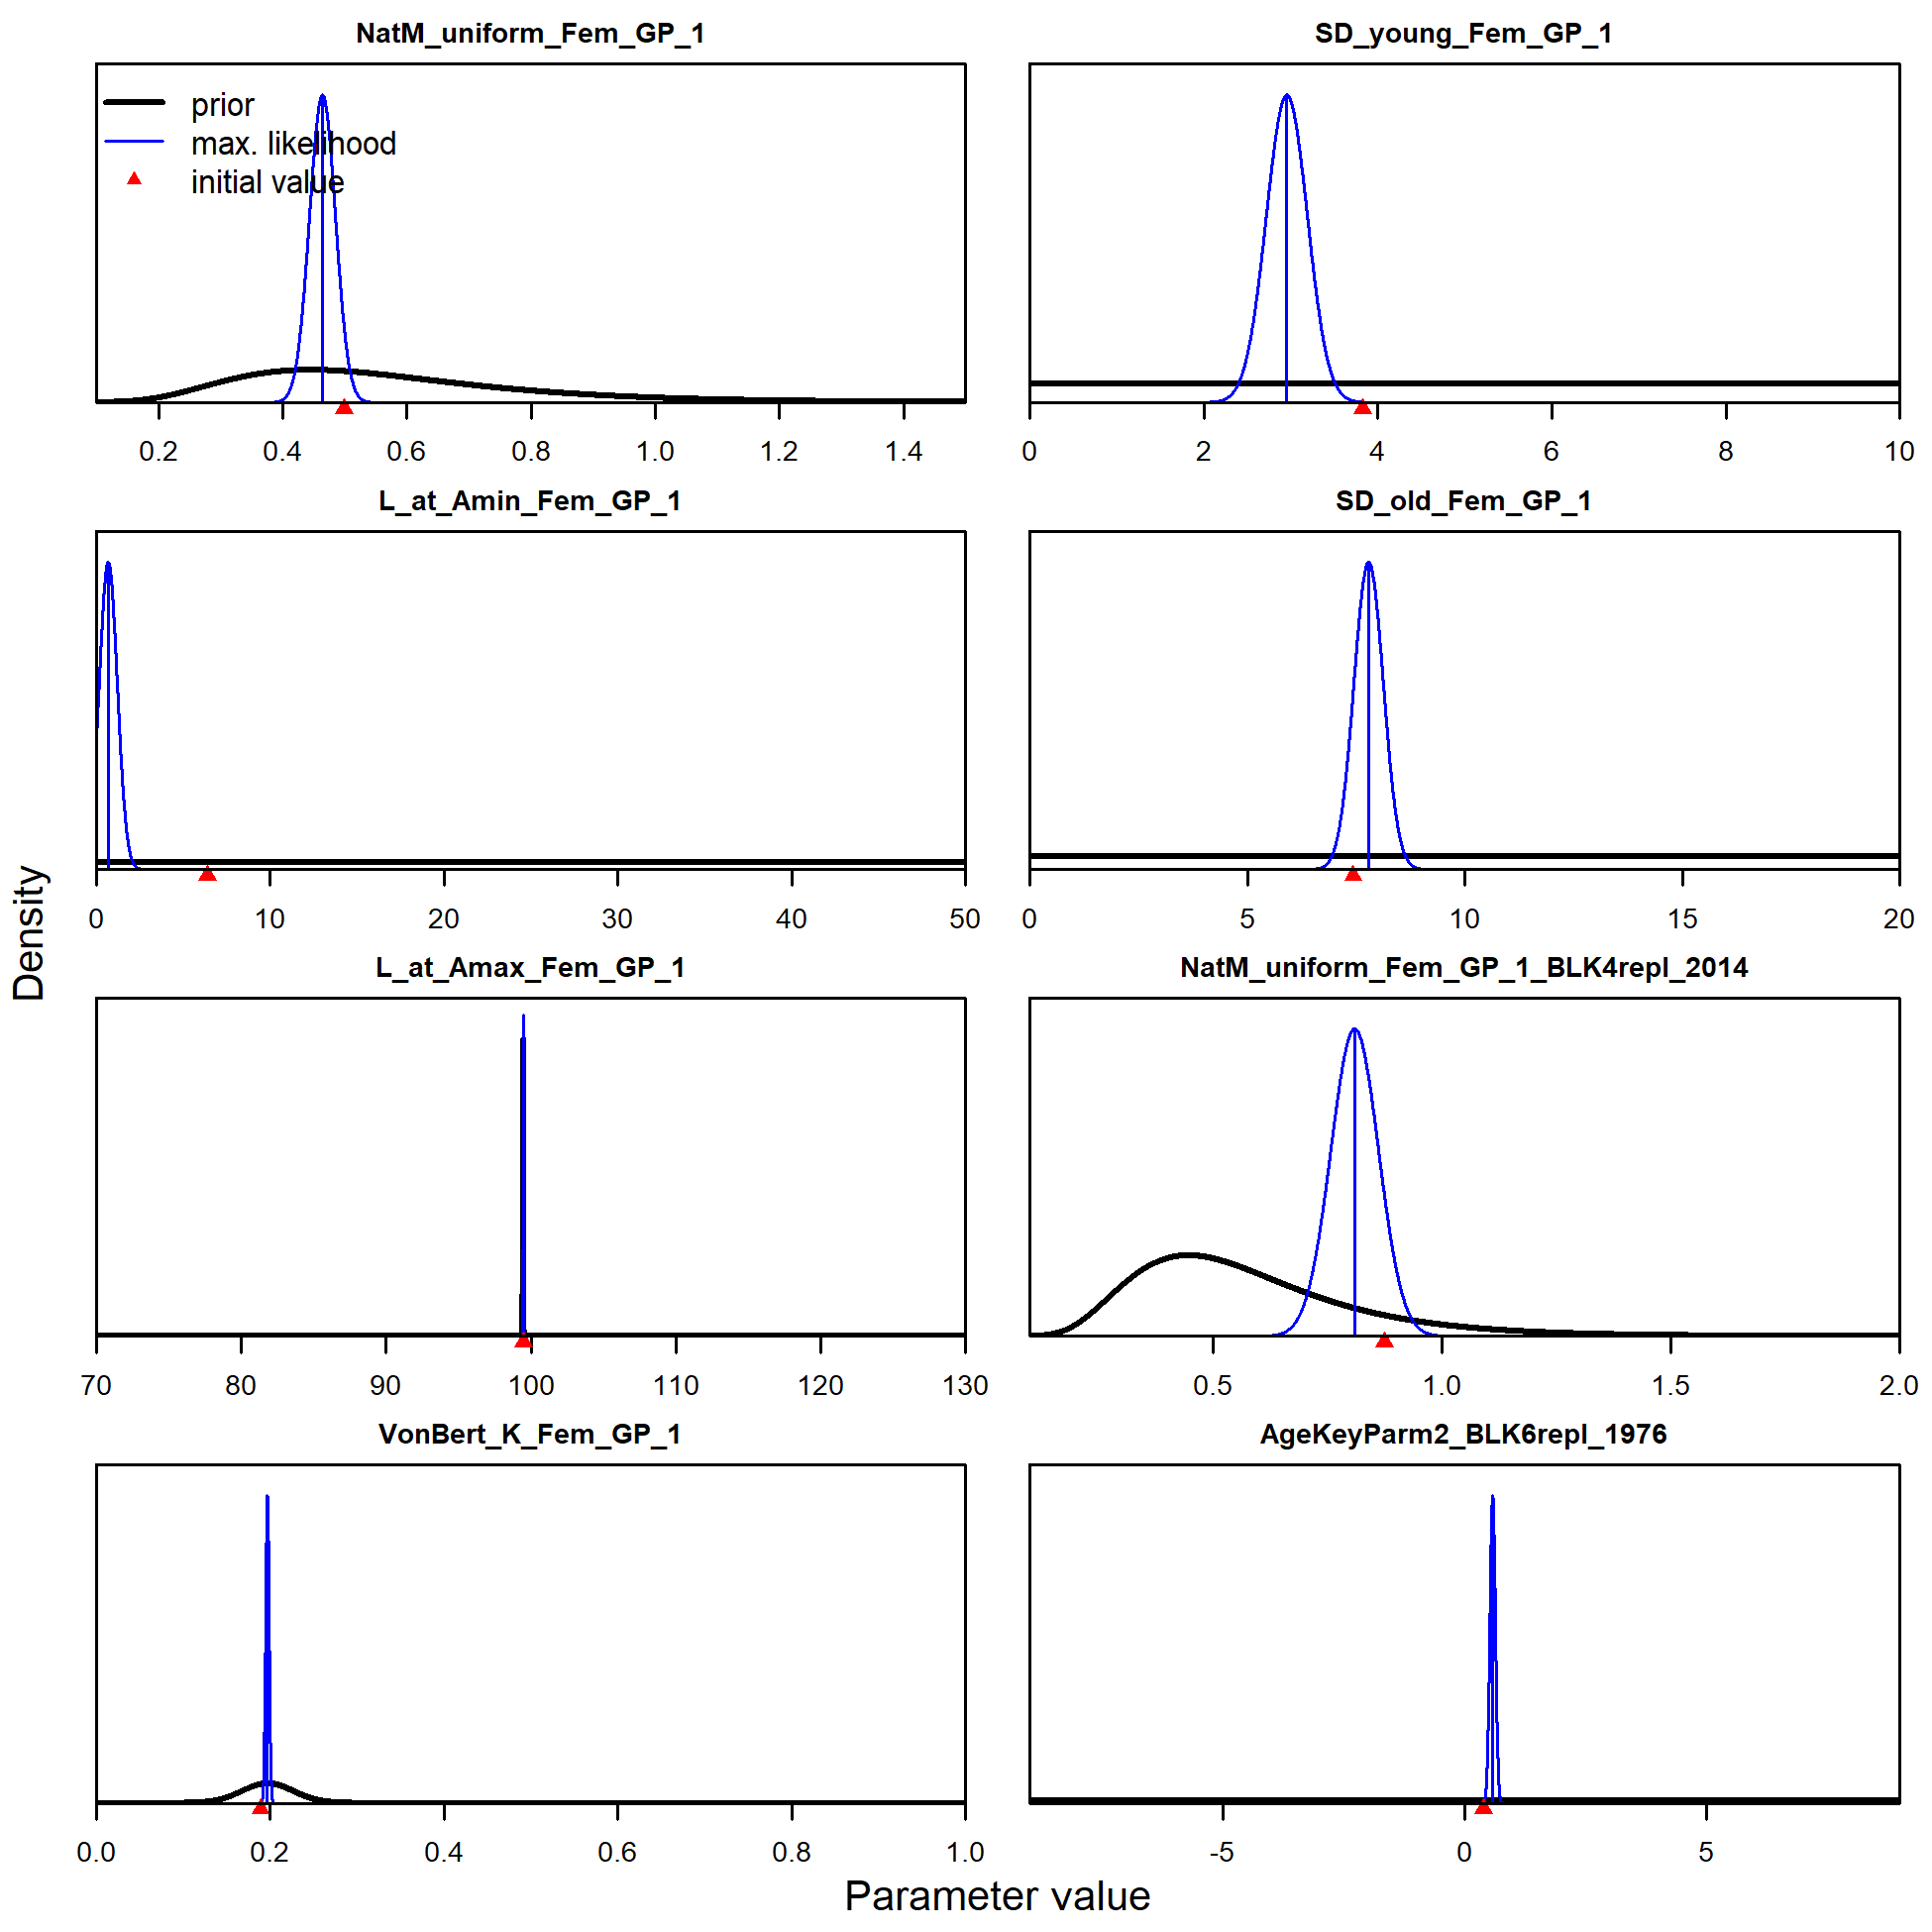 NatM_uniform_Fem_GP_1
prior
max. likelihood
initial value
0.2 0.4 0.6 0.8 1.0 1.2 1.4
SD_young_Fem_GP_1
0 2 4 6 8 10
L_at_Amin_Fem_GP_1
0 10 20 30 40 50
SD_old_Fem_GP_1
0 5 10 15 20
L_at_Amax_Fem_GP_1
70 80 90 100 110 120 130
NatM_uniform_Fem_GP_1_BLK4repl_2014
0.5 1.0 1.5 2.0
VonBert_K_Fem_GP_1
0.0 0.2 0.4 0.6 0.8 1.0
AgeKeyParm2_BLK6repl_1976
-5 0 5
Density
Parameter value